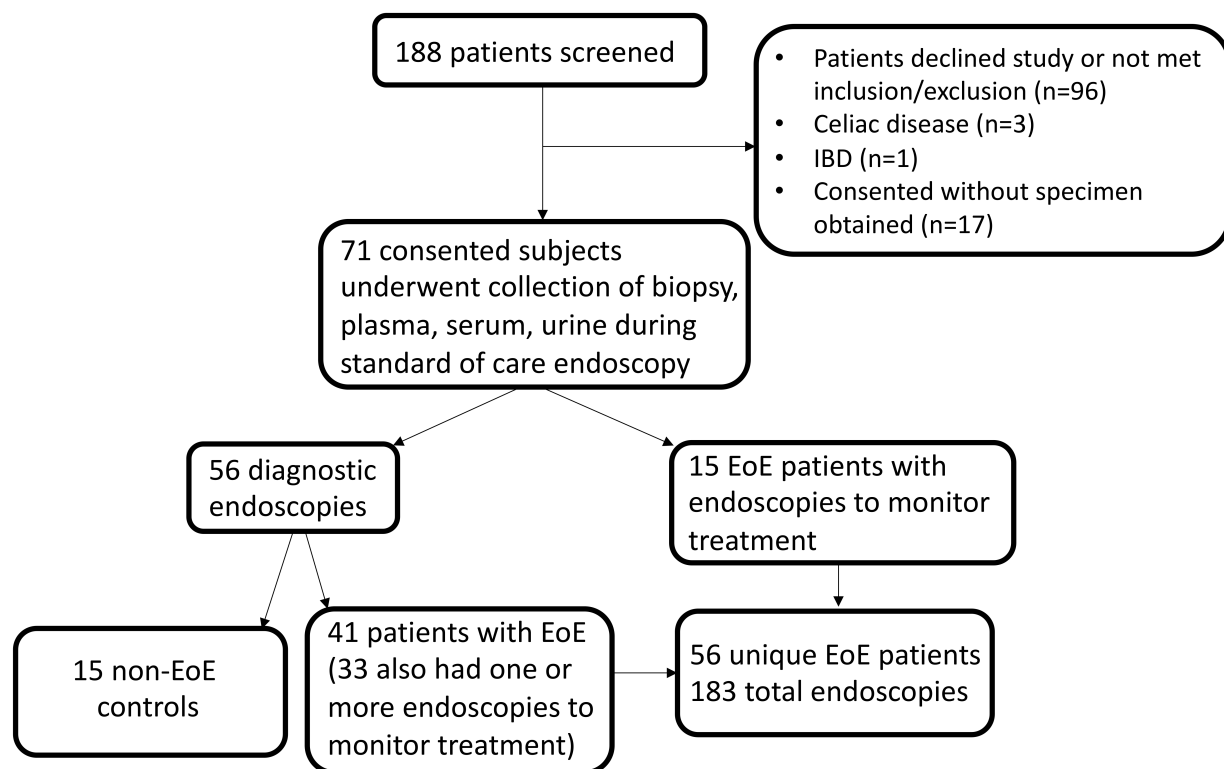 188 patients screened
• Patients declined study or not met
inclusion/exclusion (n=96)
• Celiac disease (n=3)
• IBD (n=1)
• Consented without specimen
obtained (n=17)
71 consented subjects
underwent collection of biopsy,
plasma, serum, urine during
standard of care endoscopy
56 diagnostic
endoscopies
15 EoE patients with
endoscopies to monitor
treatment
15 non-EoE
controls
41 patients with EoE
(33 also had one or
more endoscopies to
monitor treatment)
56 unique EoE patients
183 total endoscopies